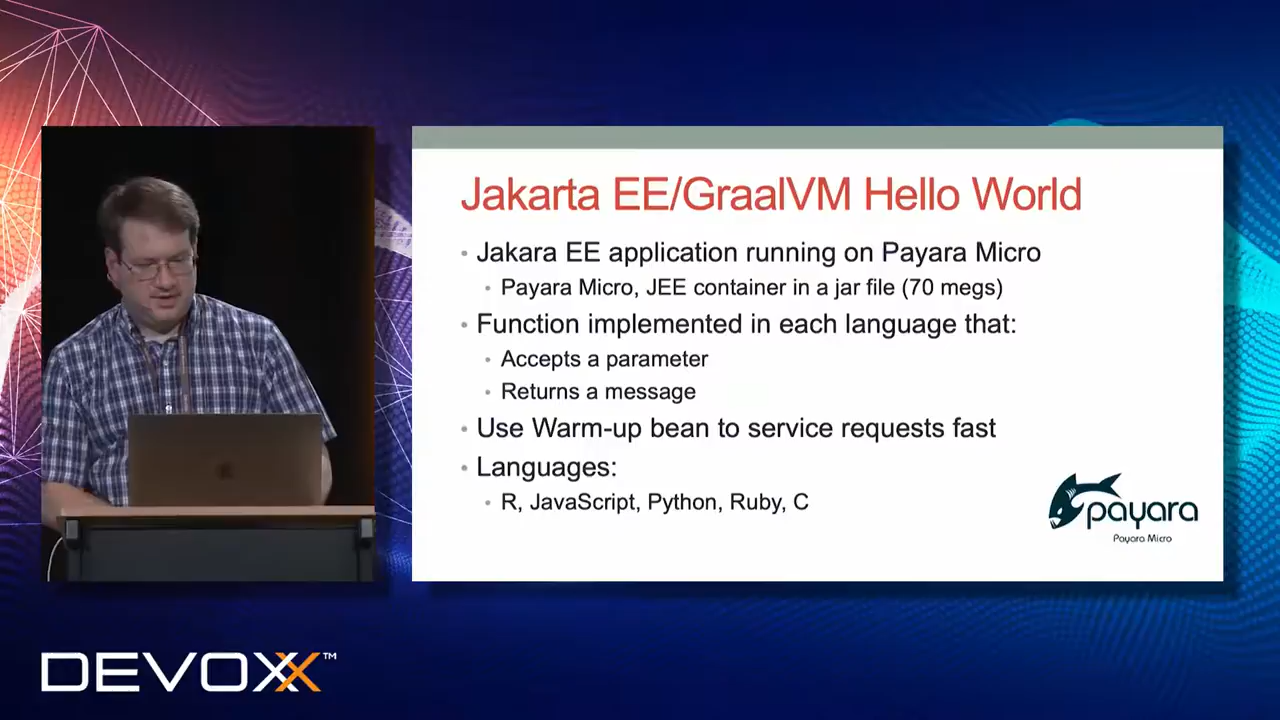 Jakarta EE/GraalVM Hello World
• Jakara EE application running on Payara Micro
• Payara Micro, JEE container in a jar file (70 megs)
• Function implemented in each language that:
• Accepts a parameter
• Returns a message
• Use Warm-up bean to service requests fast
• Languages:
• R, JavaScript, Python, Ruby, C
payara
Payara Micro
DEVOXX™